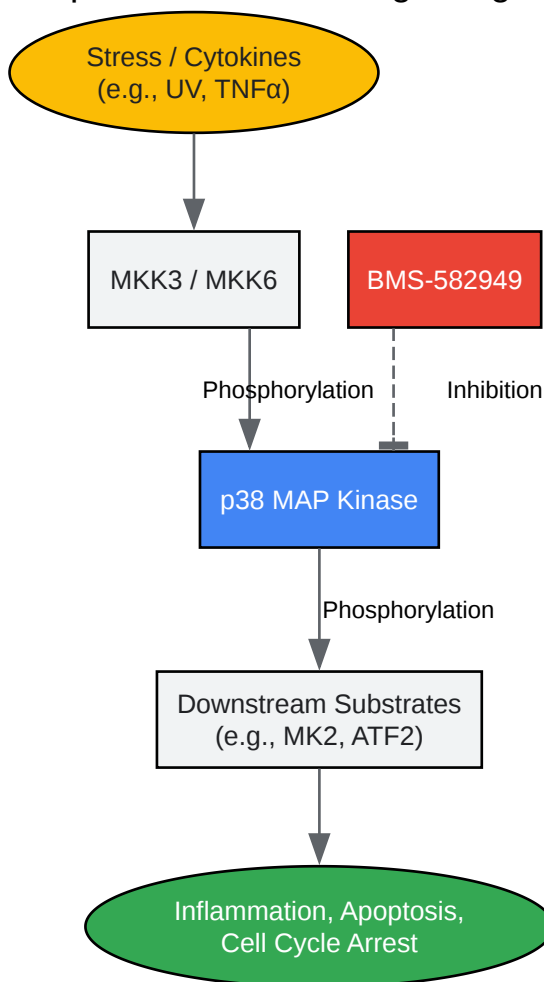 Stress / Cytokines
(e.g., UV, TNFα)
MKK3 / MKK6
BMS-582949
Phosphorylation
Inhibition
p38 MAP Kinase
Phosphorylation
Downstream Substrates
(e.g., MK2, ATF2)
Inflammation, Apoptosis,
Cell Cycle Arrest